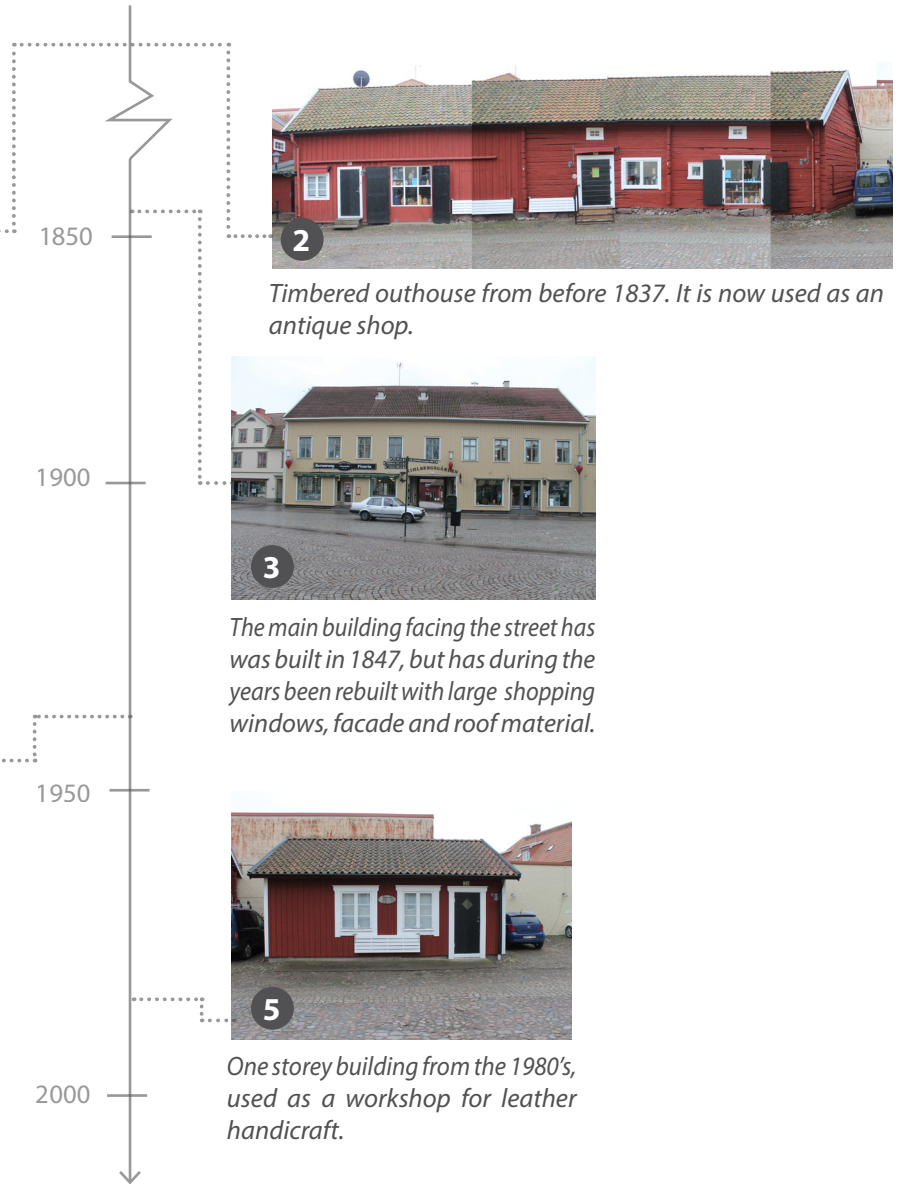 1850
2
Timbered outhouse from before 1837. It is now used as an
antique shop.
1900
3
The main building facing the street has
was built in 1847, but has during the
years been rebuilt with large shopping
windows, facade and roof material.
1950
5
One storey building from the 1980's,
used as a workshop for leather
handicraft.
2000